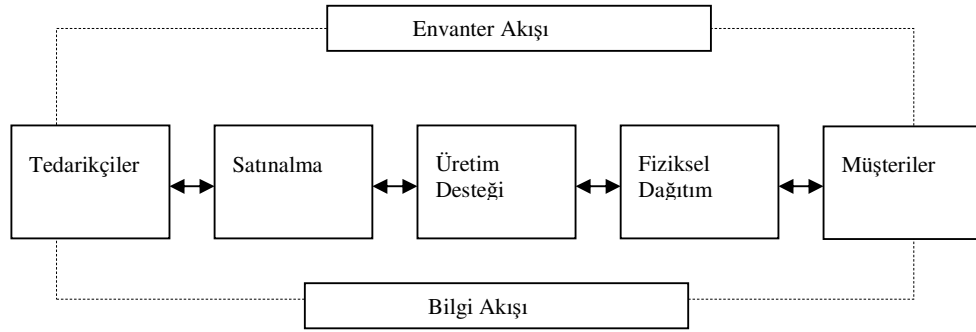 Envanter Akışı
Tedarikçiler
Satınalma
Üretim
Desteği
Fiziksel
Dağıtım
Müşteriler
Bilgi Akışı